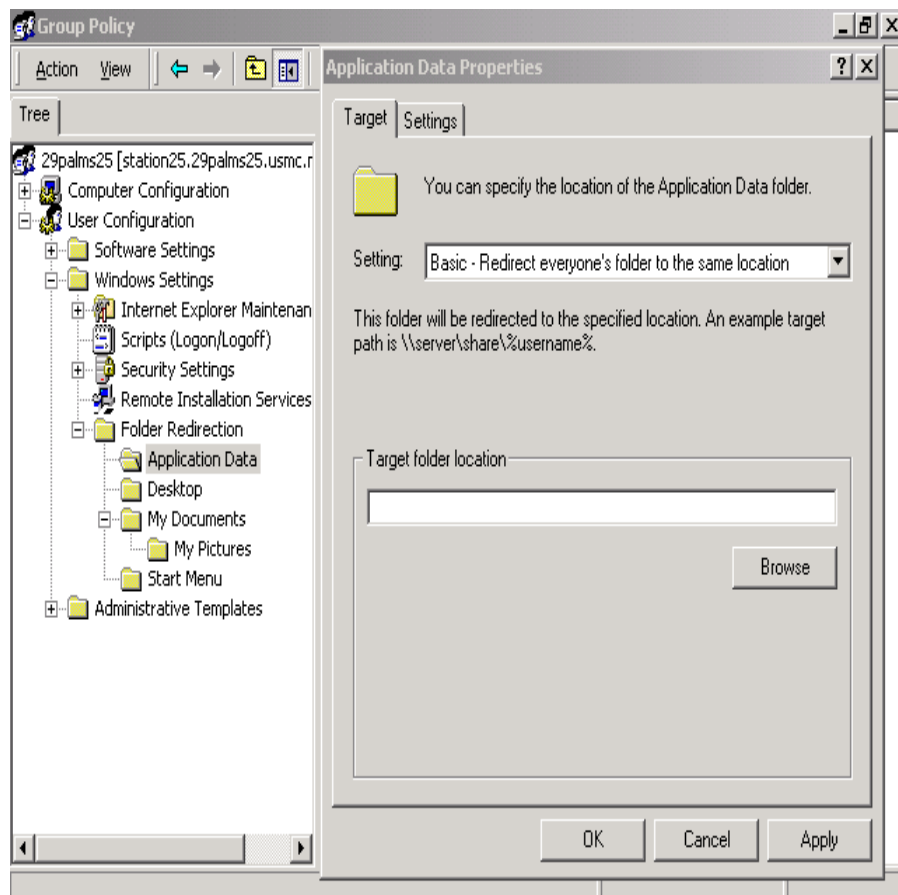 Group Policy
Action View
Tree
29palms25 [station25.29palms25.usmc.r
Computer Configuration
User Configuration
Software Settings
Windows Settings
Internet Explorer Maintenan
Scripts (Logon/Logoff)
Security Settings
Remote Installation Services
Folder Redirection
Application Data
Desktop
My Documents
My Pictures
Start Menu
Administrative Templates
Application Data Properties
Target Settings
You can specify the location of the Application Data folder.
Setting: Basic - Redirect everyone's folder to the same location
This folder will be redirected to the specified location. An example target
path is \\server\share\%username%.
Target folder location
Browse
OK Cancel Apply